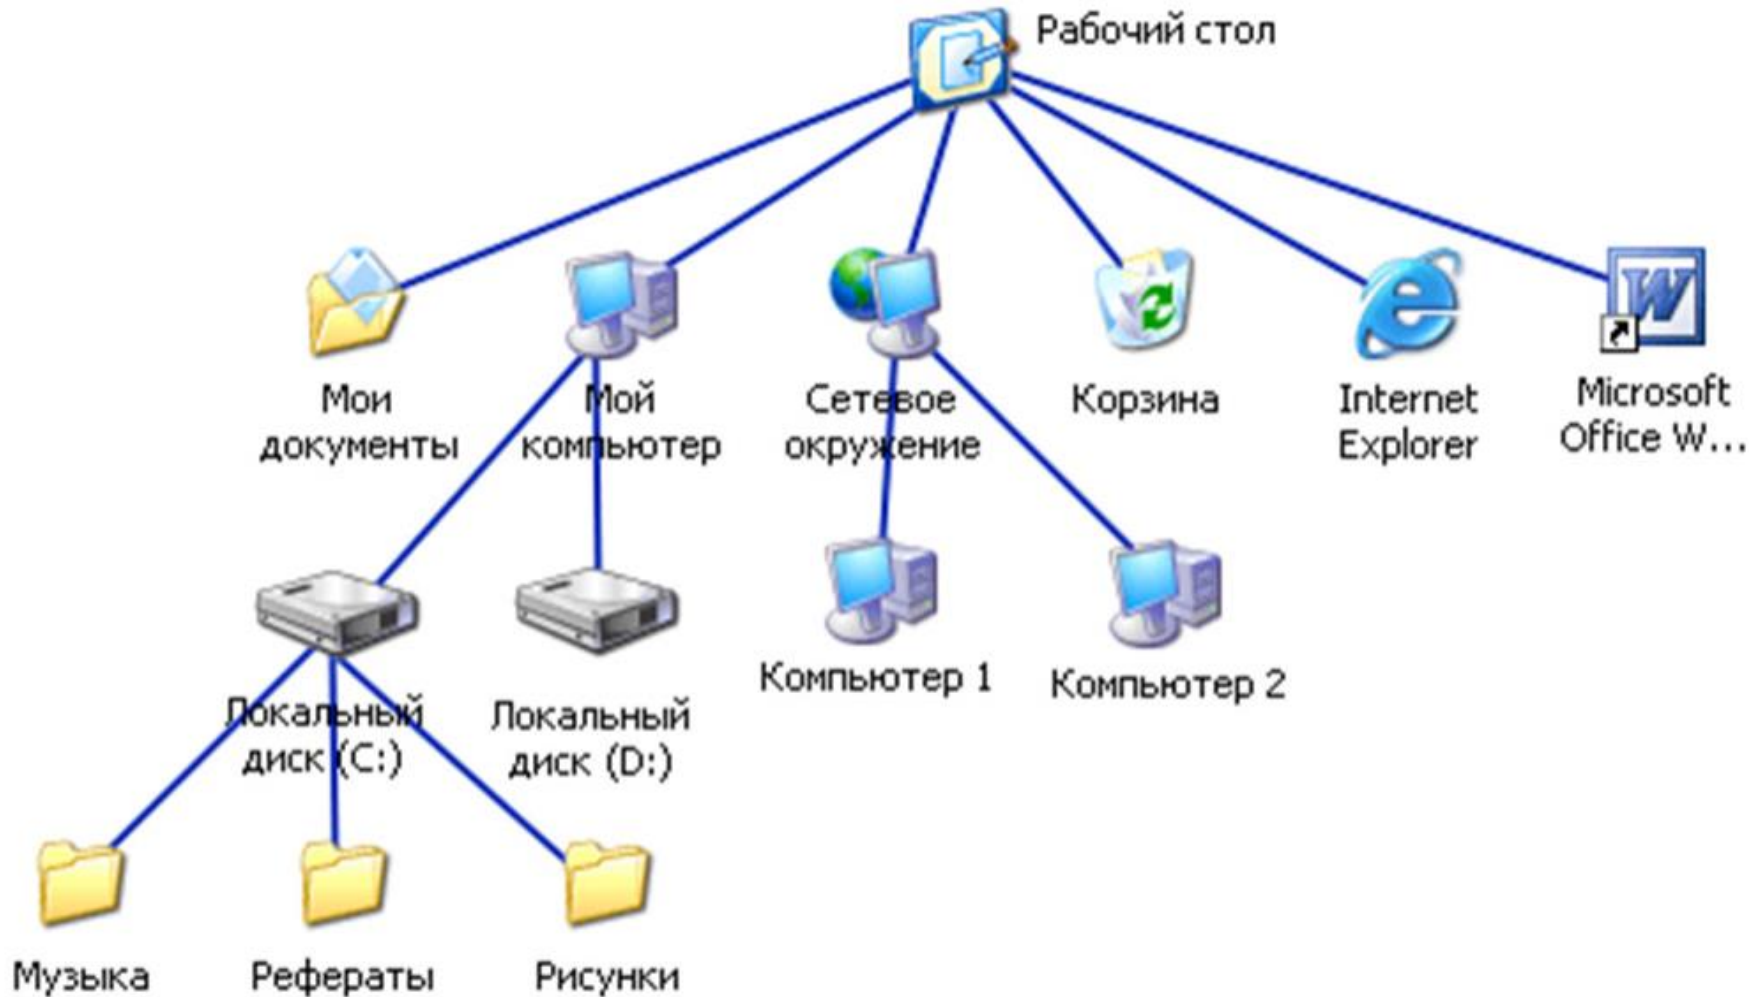 Рабочий стол
Мои
документы
Мой
компьютер
Сетевое
окружение
Корзина
Internet
Explorer
Microsoft
Office W...
Компьютер 1
Компьютер 2
Локальный
диск (C:)
Локальный
диск (D:)
Музыка
Рефераты
Рисунки